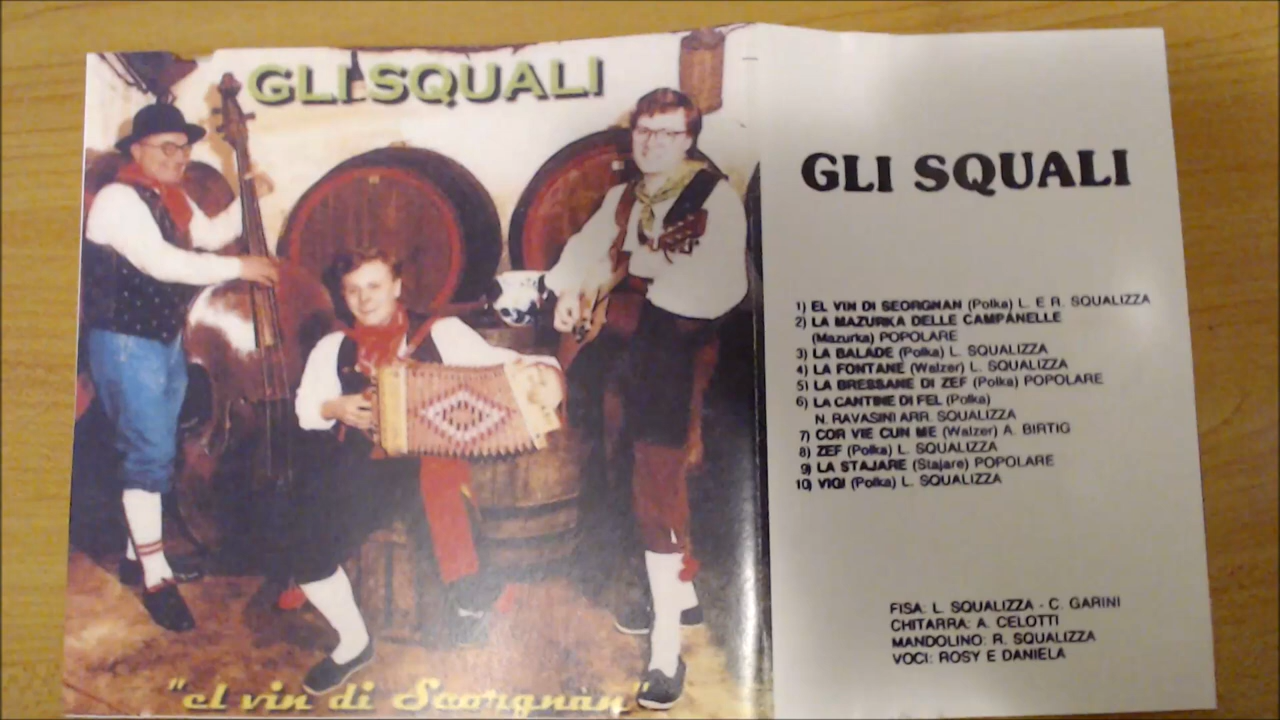 GLI SQUALI
"el vin di Scorgnàn"
GLI SQUALI
1) EL VIN DI SEORGNAN (Polka) L. E R. SQUALIZZA
2) LA MAZURKA DELLE CAMPANELLE
(Mazurka) POPOLARE
3) LA BALADE (Polka) L. SQUALIZZA
4) LA FONTANE (Walzer) L. SQUALIZZA
5) LA BRESSANE DI ZEF (Polka) POPOLARE
6) LA CANTINE DI FEL (Polka)
N. RAVASINI ARR. SQUALIZZA
7) COR VIE CUN ME (Walzer) A. BIRTIG
8) ZEF (Polka) L. SQUALIZZA
9) LA STAJARE (Stajare) POPOLARE
10) VIGI (Polka) L. SQUALIZZA
FISA: L. SQUALIZZA - C. GARINI
CHITARRA: A. CELOTTI
MANDOLINO: R. SQUALIZZA
VOCI: ROSY E DANIELA